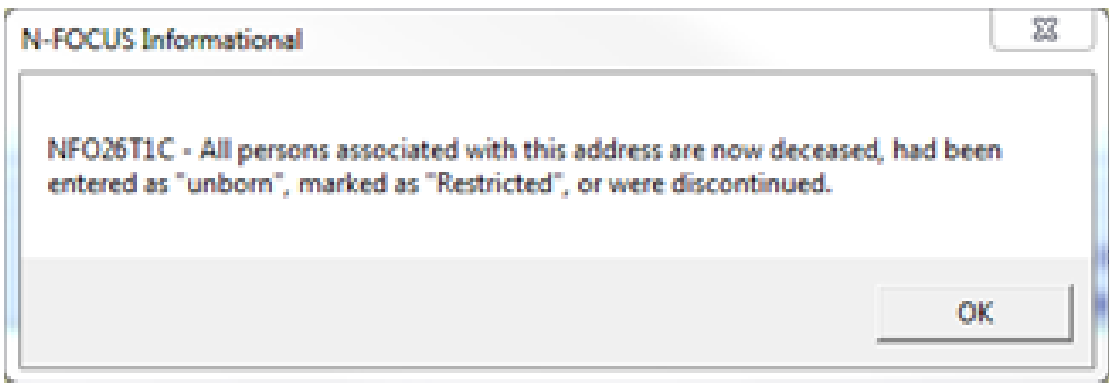 N-FOCUS Informational
NFO26T1C - All persons associated with this address are now deceased, had been
entered as "unborn", marked as "Restricted", or were discontinued.
OK